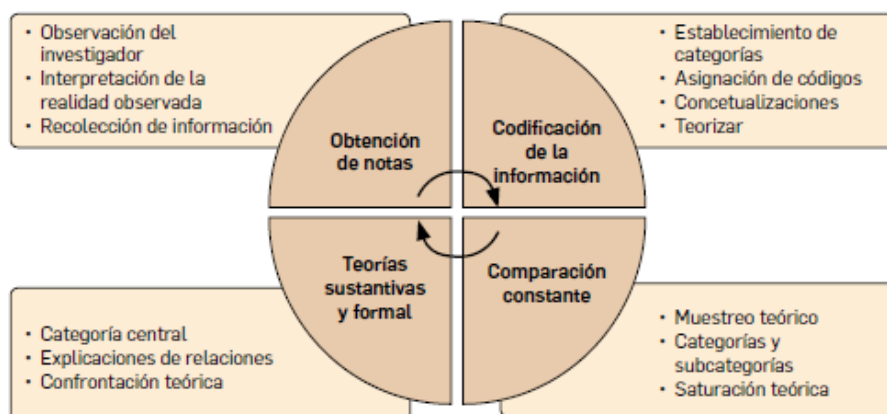 • Observación del
investigador
• Interpretación de la
realidad observada
• Recolección de información
Obtención
de notas
Codificación
de la
información
• Establecimiento de
categorías
• Asignación de códigos
• Concetualizaciones
• Teorizar
Teorías
sustantivas
y formal
Comparación
constante
• Categoría central
• Explicaciones de relaciones
• Confrontación teórica
• Muestreo teórico
• Categorías y
subcategorías
• Saturación teórica